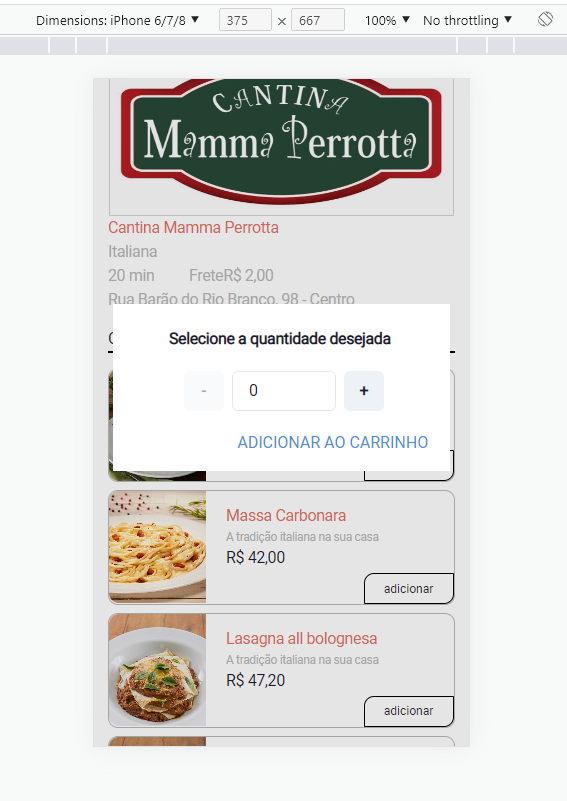 Dimensions: iPhone 6/7/8 ▼ 375 × 667 100% ▼ No throttling ▼
CANTINA
Mamma Perrotta
Cantina Mamma Perrotta
Italiana
20 min FreteR$ 2,00
Rua Barão do Rio Branco, 98 - Centro
Selecione a quantidade desejada
- 0 +
ADICIONAR AO CARRINHO
Massa Carbonara
A tradição italiana na sua casa
R$ 42,00
adicionar
Lasagna all bolognesa
A tradição italiana na sua casa
R$ 47,20
adicionar